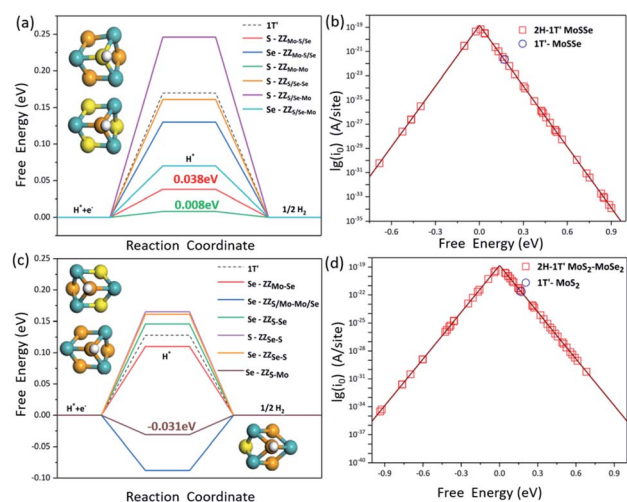 (a)
0.25
0.20
0.15
0.10
0.05
0.00
Free Energy (eV)
1T'
S - ZZMo-S/Se
Se - ZZMo-S/Se
S - ZZMo-Mo
S - ZZS/Se-Se
S - ZZS/Se-Mo
Se - ZZS/Se-Mo
H*
0.038eV
0.008eV
H*+e-
1/2 H2
Reaction Coordinate
(b)
10-19
10-21
10-23
10-25
10-27
10-29
10-31
10-33
10-35
lg(i0) (A/site)
2H-1T' MoSSe
1T'- MoSSe
-0.6 -0.3 0.0 0.3 0.6 0.9
Free Energy (eV)
(c)
0.25
0.20
0.15
0.10
0.05
0.00
-0.05
-0.10
Free Energy (eV)
1T'
Se - ZZMo-Se
Se - ZZS/Mo-Mo/Se
Se - ZZS-Se
S - ZZSe-S
Se - ZZSe-S
Se - ZZS-Mo
H*
H*+e-
1/2 H2
-0.031eV
Reaction Coordinate
(d)
10-19
10-22
10-25
10-28
10-31
10-34
10-37
10-40
lg(i0) (A/site)
2H-1T' MoS2-MoSe2
1T'- MoS2
-0.9 -0.6 -0.3 0.0 0.3 0.6 0.9
Free Energy (eV)